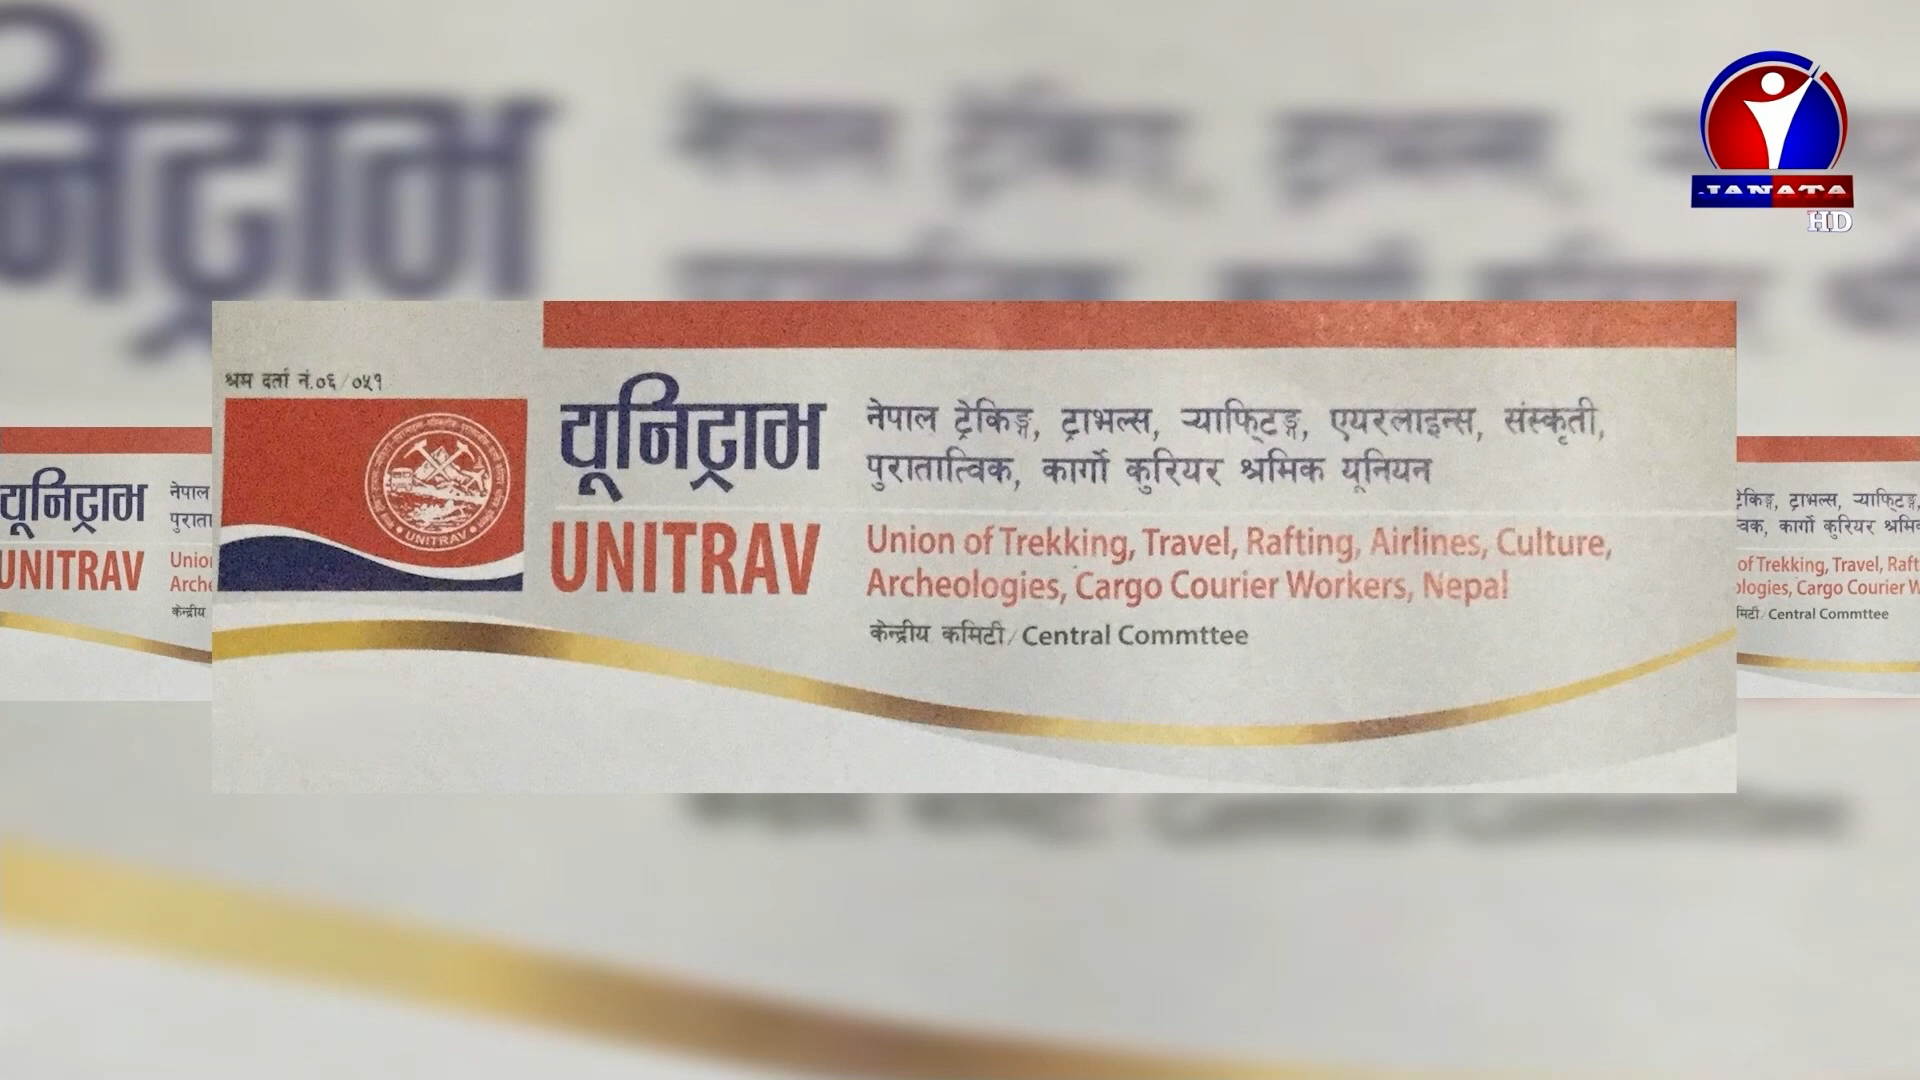 JANATA
HD
श्रम दर्ता नं.०६/०५१
यूनिट्राभ
UNITRAV
नेपाल ट्रेकिङ्ग, ट्राभल्स, र्‍याफ्टिङ्ग, एयरलाइन्स, संस्कृती,
पुरातात्विक, कार्गो कुरियर श्रमिक यूनियन
Union of Trekking, Travel, Rafting, Airlines, Culture,
Archeologies, Cargo Courier Workers, Nepal
केन्द्रीय कमिटी/Central Commttee
UNITRAV